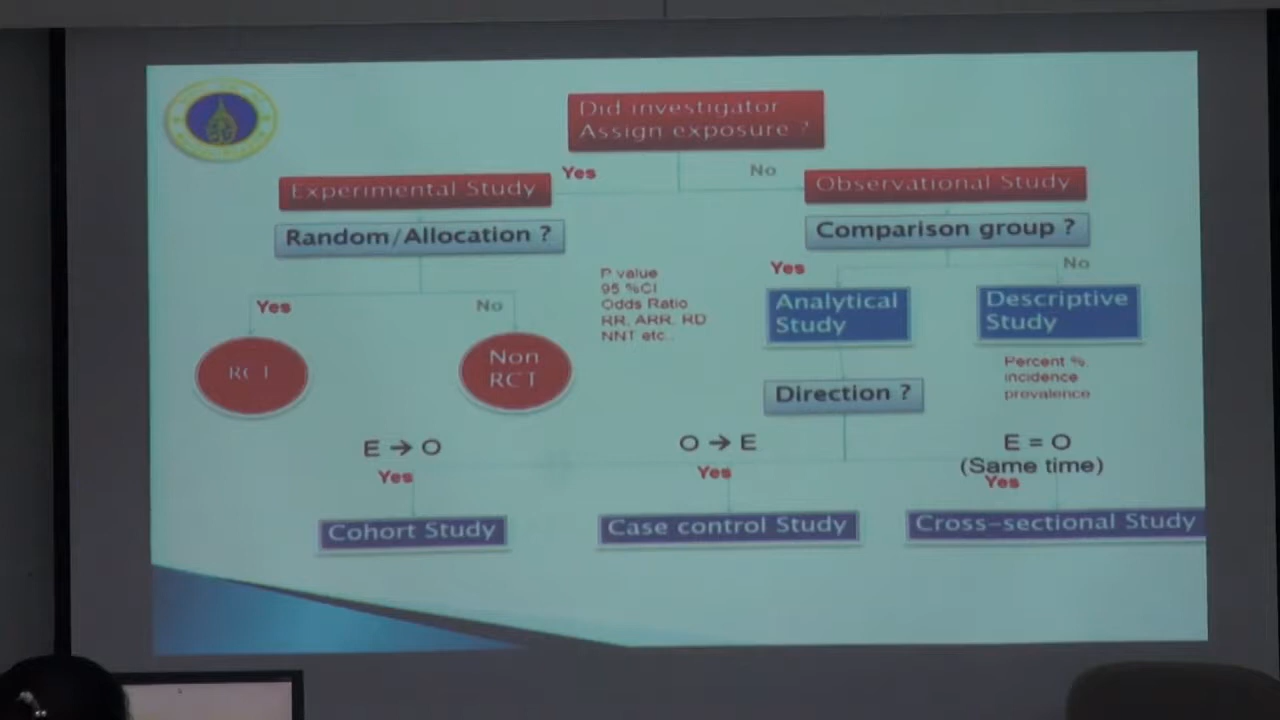 Did investigator
Assign exposure ?
Yes
No
Experimental Study
Observational Study
Random/Allocation ?
Comparison group ?
Yes
No
P value
95 %CI
Odds Ratio
RR, ARR, RD
NNT etc..
Yes
No
Analytical
Study
Descriptive
Study
RCT
Non
RCT
Percent %,
incidence
prevalence
Direction ?
E → O
Yes
O → E
Yes
E = O
(Same time)
Yes
Cohort Study
Case control Study
Cross-sectional Study